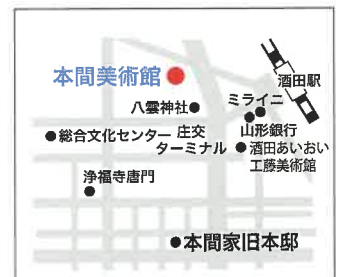 本間美術館
酒田駅
ミライニ
八雲神社
山形銀行
総合文化センター
庄交
ターミナル
酒田あいおい
工藤美術館
浄福寺唐門
本間家旧本邸